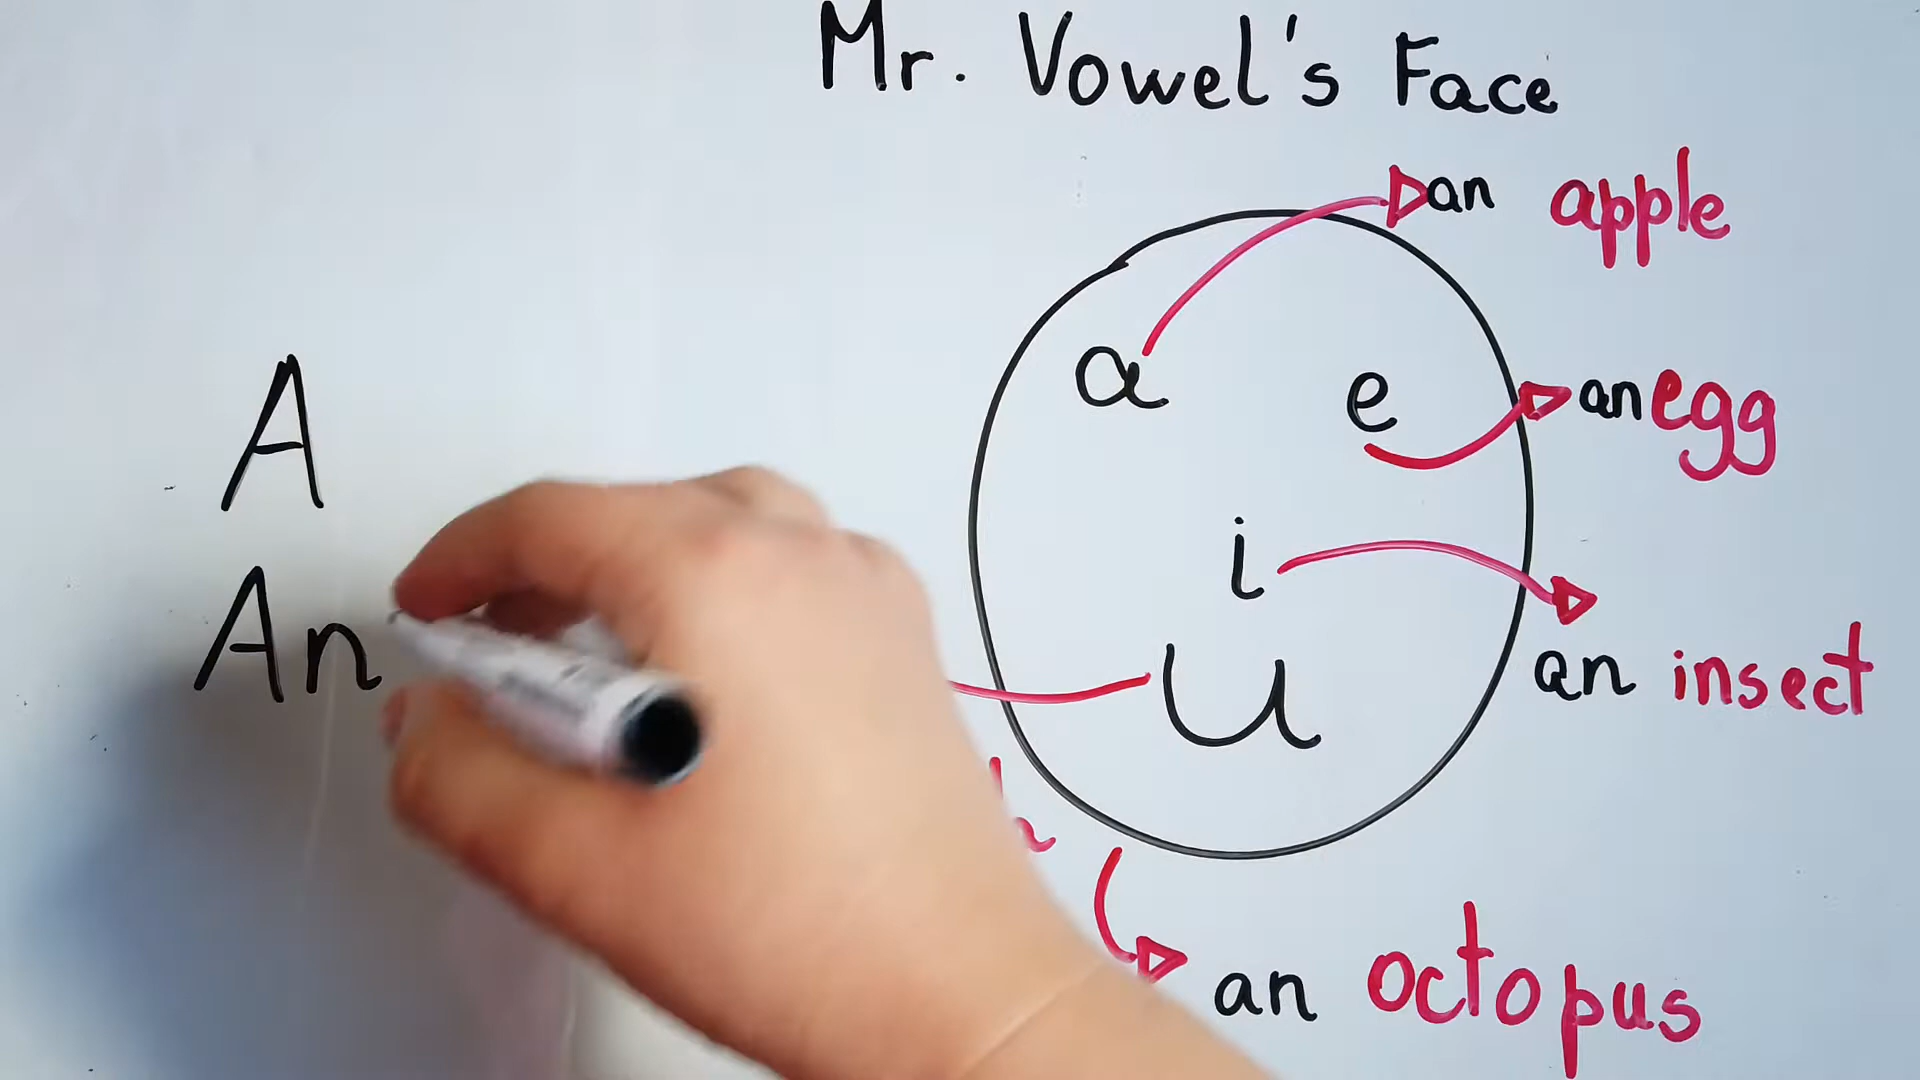 Mr. Vowel's Face
an apple
a
e
an egg
A
i
An
U
an insect
an octopus